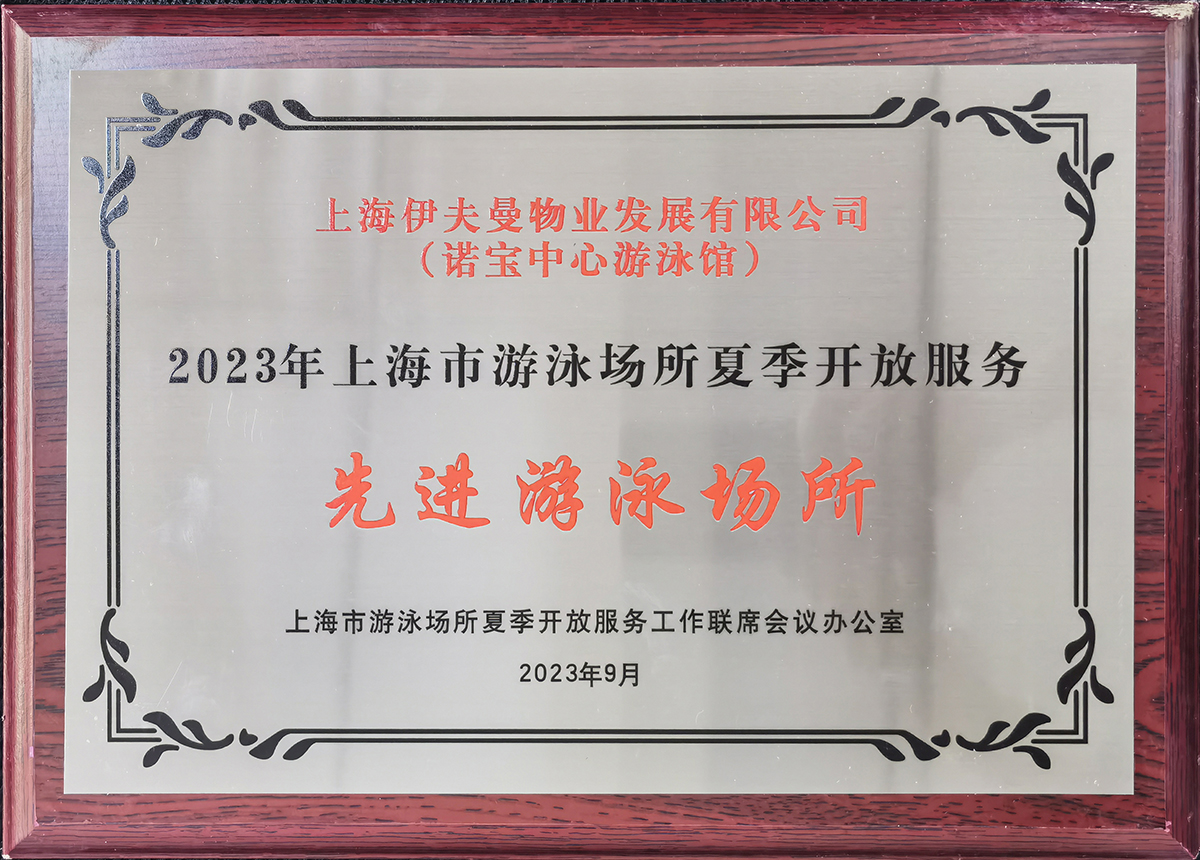 上海伊夫曼物业发展有限公司
（诺宝中心游泳馆）
2023年上海市游泳场所夏季开放服务
先进游泳场所
上海市游泳场所夏季开放服务工作联席会议办公室
2023年9月